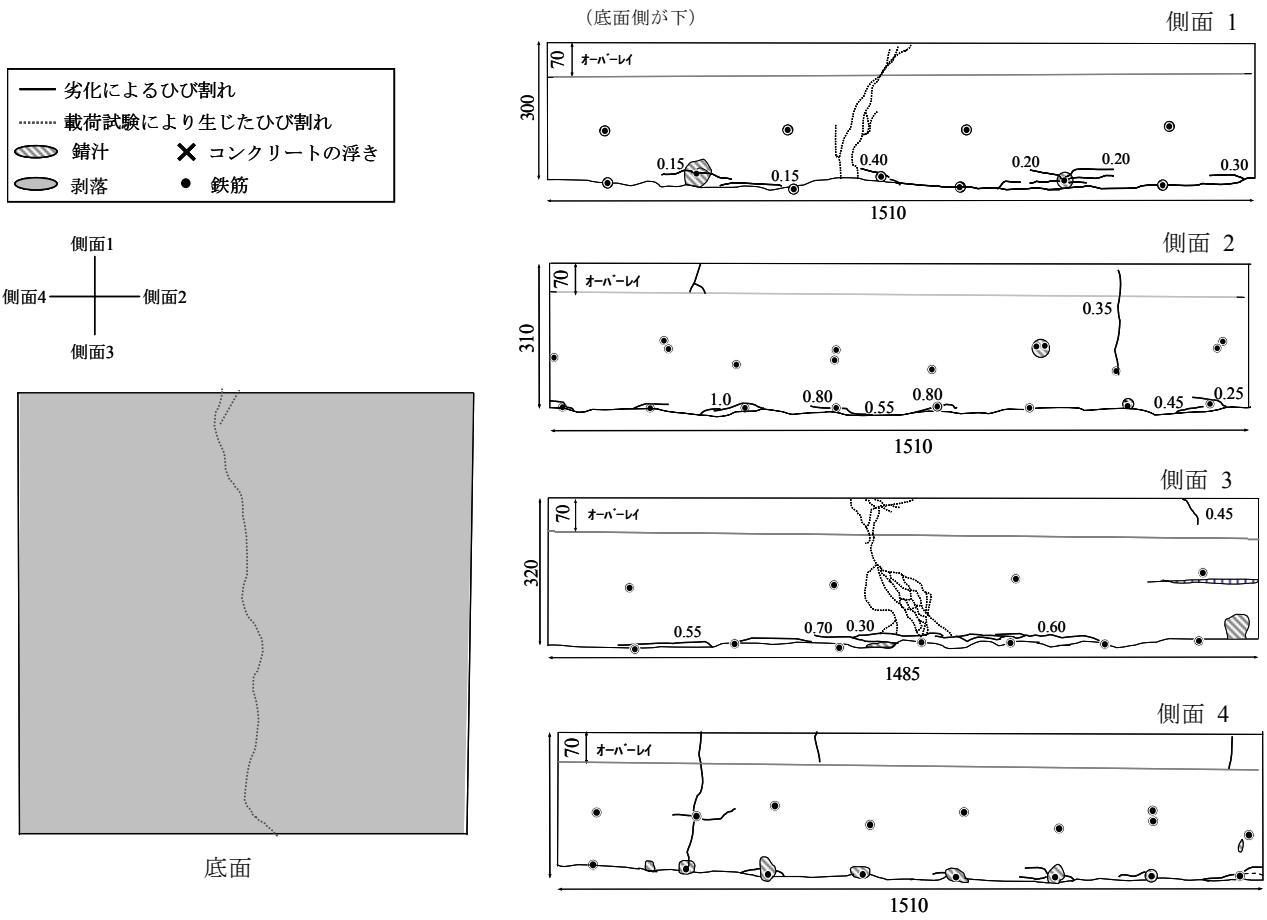 （底面側が下）
側面 1
70 オーバーレイ
300
0.15
0.15
0.40
0.20
0.20
0.30
1510
劣化によるひび割れ
載荷試験により生じたひび割れ
錆汁
コンクリートの浮き
剥落
鉄筋
側面1
側面4
側面2
側面3
側面 2
70 オーバーレイ
310
0.35
1.0
0.80
0.55
0.80
0.45
0.25
1510
側面 3
70 オーバーレイ
320
0.45
0.55
0.70
0.30
0.60
1485
側面 4
70 オーバーレイ
1510
底面